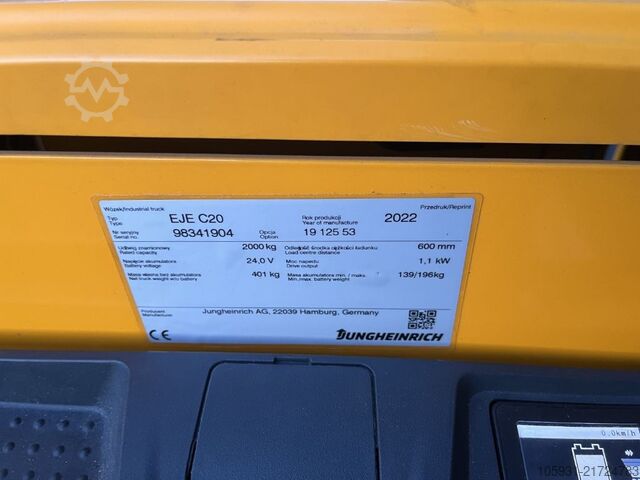 Wózek/Industrial truck Przedruk/Reprint
Typ EJE C20 Rok produkcji 2022
Type Year of manufacture
Nr seryjny 98341904 Opcja 19 125 53
Serial no. Option
Udźwig znamionowy 2000 kg Odległość środka ciężkości ładunku 600 mm
Rated capacity Load centre distance
Napięcie akumulatora 24,0 V Moc napędu 1,1 kW
Battery voltage Drive output
Masa własna bez akumulatora 401 kg Masa akumulatora min. / maks. 139/196kg
Net truck weight w/o battery Min./max. battery weight
Producent Jungheinrich AG, 22039 Hamburg, Germany
Manufacturer
CE JUNGHEINRICH
0.0km/h